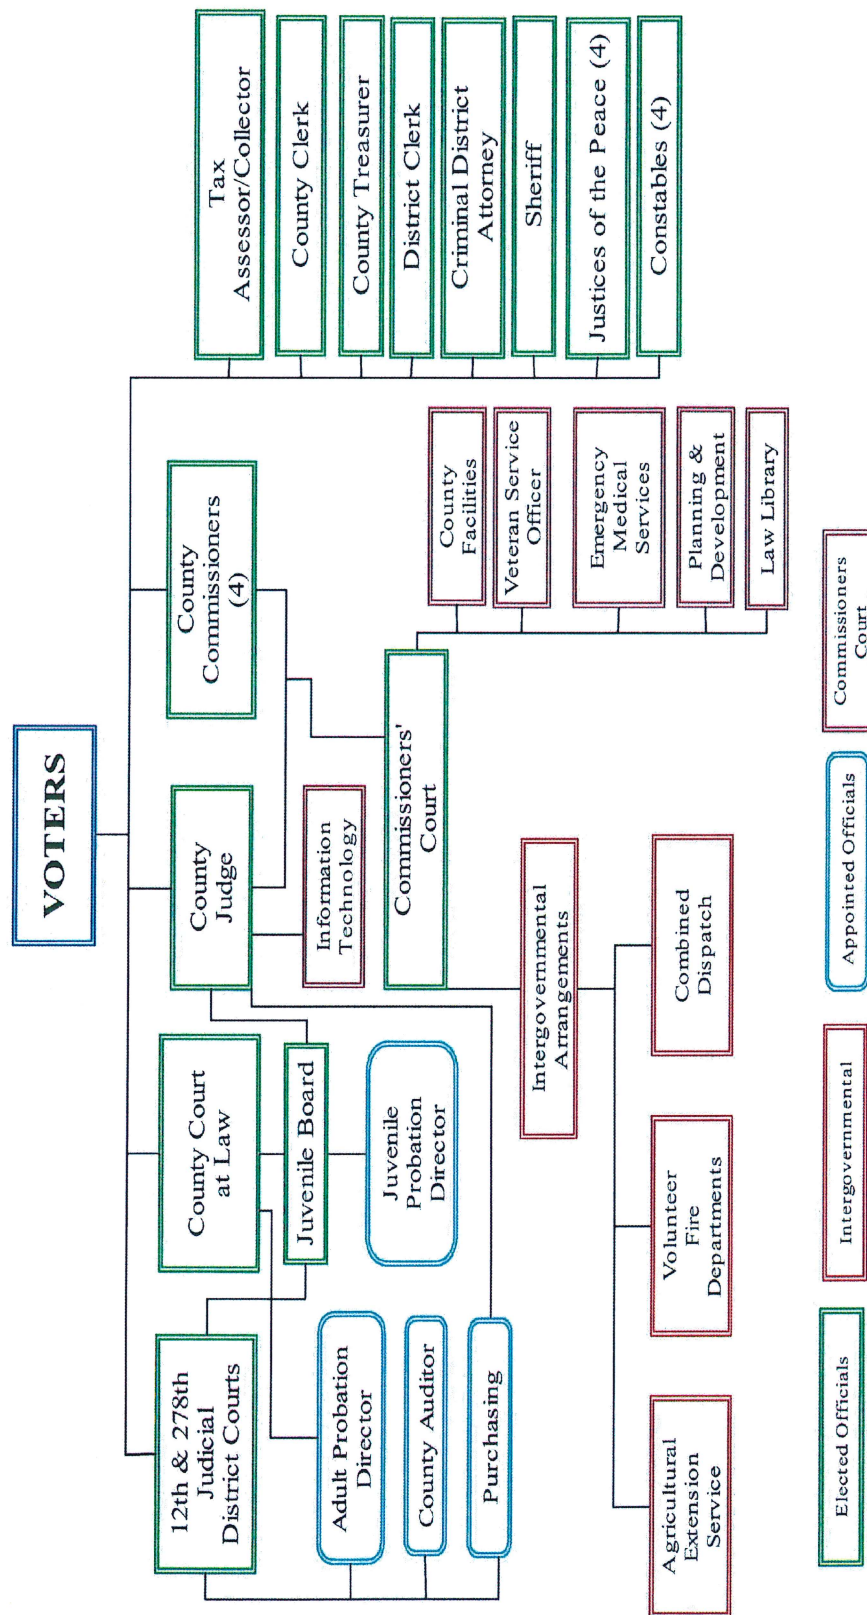 VOTERS
12th & 278th
Judicial
District Courts
County Court
at Law
County
Judge
County
Commissioners
(4)
Tax
Assessor/Collector
County Clerk
County Treasurer
District Clerk
Criminal District
Attorney
Sheriff
Justices of the Peace (4)
Constables (4)
Juvenile Board
Information
Technology
Adult Probation
Director
County Auditor
Purchasing
Juvenile
Probation
Director
Commissioners'
Court
County
Facilities
Veteran Service
Officer
Emergency
Medical
Services
Planning &
Development
Law Library
Intergovernmental
Arrangements
Agricultural
Extension
Service
Volunteer
Fire
Departments
Combined
Dispatch
Elected Officials
Intergovernmental
Appointed Officials
Commissioners
Court